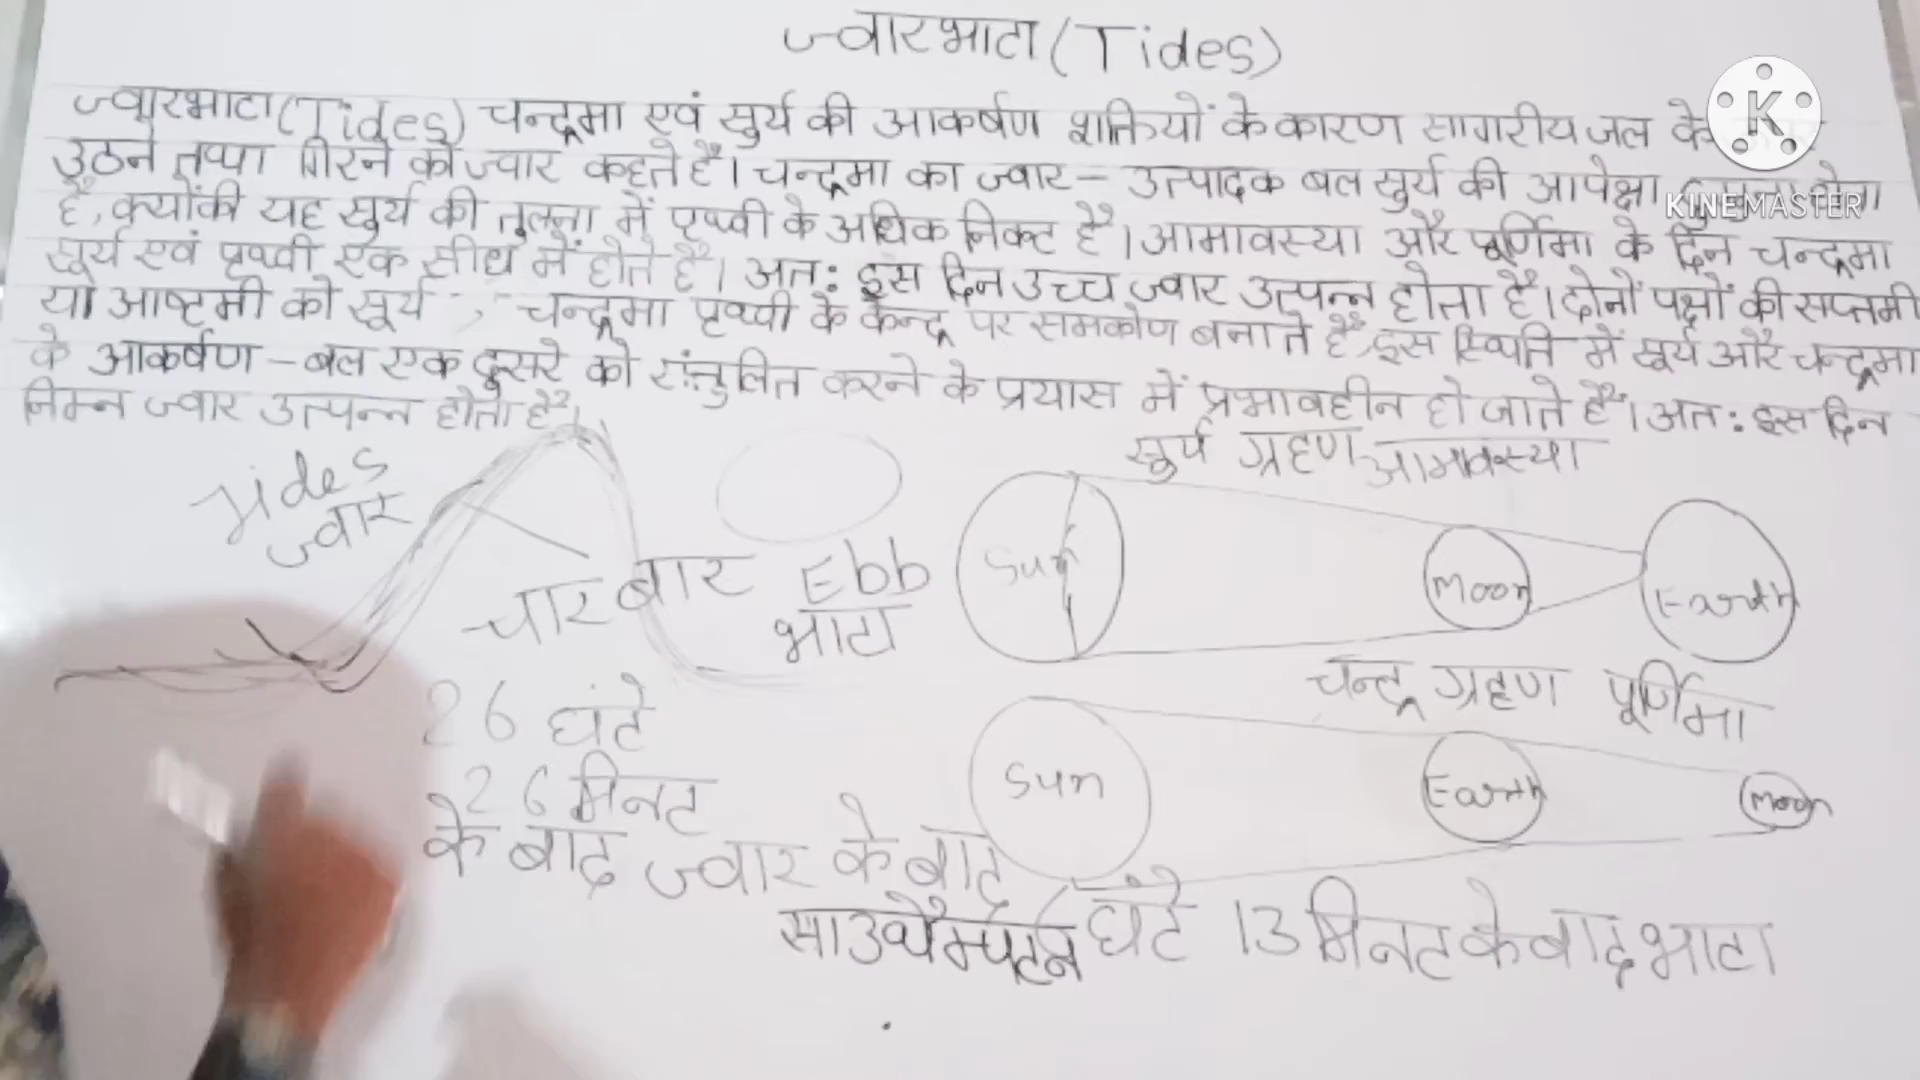 ज्वारभाटा (Tides)
ज्वारभाटा (Tides) चन्द्रमा एवं सुर्य की आकर्षण शक्तियों के कारण सागरीय जल के
उठने तथा गिरने को ज्वार कहते हैं। चन्द्रमा का ज्वार – उत्पादक बल सुर्य की आपेक्षा
है, क्योंकी यह सुर्य की तुलना में पृथ्वी के अधिक निकट है। आमावस्या और पूर्णिमा के दिन चन्द्रमा
सूर्य एवं पृथ्वी एक सीध में होते है। अत: इस दिन उच्च ज्वार उत्पन्न होता है। दोनों पक्षों की सप्तमी
या आष्टमी को सूर्य , चन्द्रमा पृथ्वी के केन्द्र पर समकोण बनाते हैं, इस स्थिति में सूर्य और चन्द्रमा
के आकर्षण – बल एक दुसरे को संतुलित करने के प्रयास में प्रभावहीन हो जाते हैं। अत: इस दिन
निम्न ज्वार उत्पन्न होता है।
सुर्य ग्रहण आमावस्या
Tides
ज्वार
चार बार Ebb
भाटा
Sun Moon Earth
चन्द्र ग्रहण पूर्णिमा
26 घंटे
26 मिनट
Sun Earth Moon
के बाद ज्वार के बाद
साउथैम्पटन घंटे 13 मिनट के बाद भाटा
K
KINEMASTER